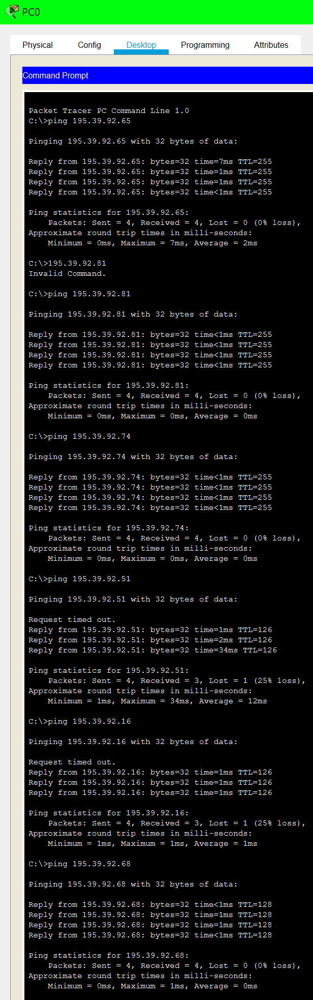 PC0
Physical Config Desktop Programming Attributes
Command Prompt
Packet Tracer PC Command Line 1.0
C:\>ping 195.39.92.65
Pinging 195.39.92.65 with 32 bytes of data:
Reply from 195.39.92.65: bytes=32 time=7ms TTL=255
Reply from 195.39.92.65: bytes=32 time=1ms TTL=255
Reply from 195.39.92.65: bytes=32 time=1ms TTL=255
Reply from 195.39.92.65: bytes=32 time<1ms TTL=255
Ping statistics for 195.39.92.65:
Packets: Sent = 4, Received = 4, Lost = 0 (0% loss),
Approximate round trip times in milli-seconds:
Minimum = 0ms, Maximum = 7ms, Average = 2ms
C:\>195.39.92.81
Invalid Command.
C:\>ping 195.39.92.81
Pinging 195.39.92.81 with 32 bytes of data:
Reply from 195.39.92.81: bytes=32 time<1ms TTL=255
Reply from 195.39.92.81: bytes=32 time<1ms TTL=255
Reply from 195.39.92.81: bytes=32 time<1ms TTL=255
Reply from 195.39.92.81: bytes=32 time<1ms TTL=255
Ping statistics for 195.39.92.81:
Packets: Sent = 4, Received = 4, Lost = 0 (0% loss),
Approximate round trip times in milli-seconds:
Minimum = 0ms, Maximum = 0ms, Average = 0ms
C:\>ping 195.39.92.74
Pinging 195.39.92.74 with 32 bytes of data:
Reply from 195.39.92.74: bytes=32 time<1ms TTL=255
Reply from 195.39.92.74: bytes=32 time<1ms TTL=255
Reply from 195.39.92.74: bytes=32 time<1ms TTL=255
Reply from 195.39.92.74: bytes=32 time<1ms TTL=255
Ping statistics for 195.39.92.74:
Packets: Sent = 4, Received = 4, Lost = 0 (0% loss),
Approximate round trip times in milli-seconds:
Minimum = 0ms, Maximum = 0ms, Average = 0ms
C:\>ping 195.39.92.51
Pinging 195.39.92.51 with 32 bytes of data:
Request timed out.
Reply from 195.39.92.51: bytes=32 time=1ms TTL=126
Reply from 195.39.92.51: bytes=32 time=2ms TTL=126
Reply from 195.39.92.51: bytes=32 time=34ms TTL=126
Ping statistics for 195.39.92.51:
Packets: Sent = 4, Received = 3, Lost = 1 (25% loss),
Approximate round trip times in milli-seconds:
Minimum = 1ms, Maximum = 34ms, Average = 12ms
C:\>ping 195.39.92.16
Pinging 195.39.92.16 with 32 bytes of data:
Request timed out.
Reply from 195.39.92.16: bytes=32 time=1ms TTL=126
Reply from 195.39.92.16: bytes=32 time=1ms TTL=126
Reply from 195.39.92.16: bytes=32 time=1ms TTL=126
Ping statistics for 195.39.92.16:
Packets: Sent = 4, Received = 3, Lost = 1 (25% loss),
Approximate round trip times in milli-seconds:
Minimum = 1ms, Maximum = 1ms, Average = 1ms
C:\>ping 195.39.92.68
Pinging 195.39.92.68 with 32 bytes of data:
Reply from 195.39.92.68: bytes=32 time<1ms TTL=128
Reply from 195.39.92.68: bytes=32 time=1ms TTL=128
Reply from 195.39.92.68: bytes=32 time=1ms TTL=128
Reply from 195.39.92.68: bytes=32 time<1ms TTL=128
Ping statistics for 195.39.92.68:
Packets: Sent = 4, Received = 4, Lost = 0 (0% loss),
Approximate round trip times in milli-seconds:
Minimum = 0ms, Maximum = 1ms, Average = 0ms